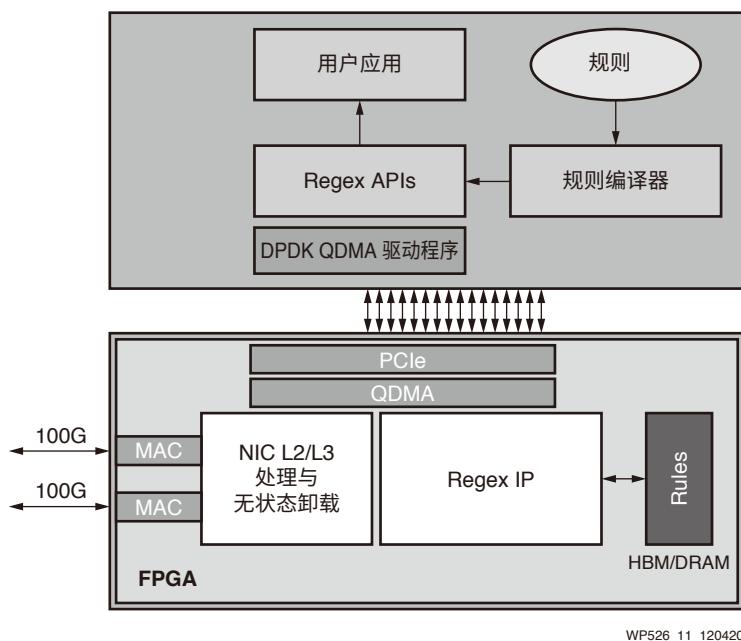 用户应用
规则
Regex APIs
规则编译器
DPDK QDMA 驱动程序
PCIe
QDMA
100G
MAC
NIC L2/L3
处理与
无状态卸载
Regex IP
Rules
100G
MAC
HBM/DRAM
FPGA
WP526_11_120420